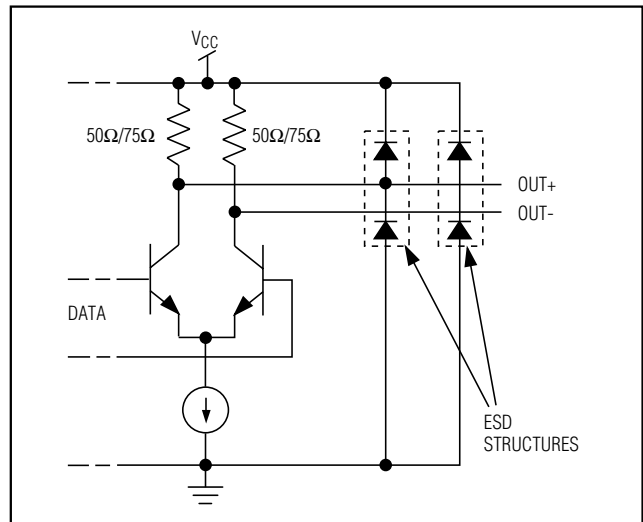 VCC
50Ω/75Ω
50Ω/75Ω
OUT+
OUT-
DATA
ESD
STRUCTURES